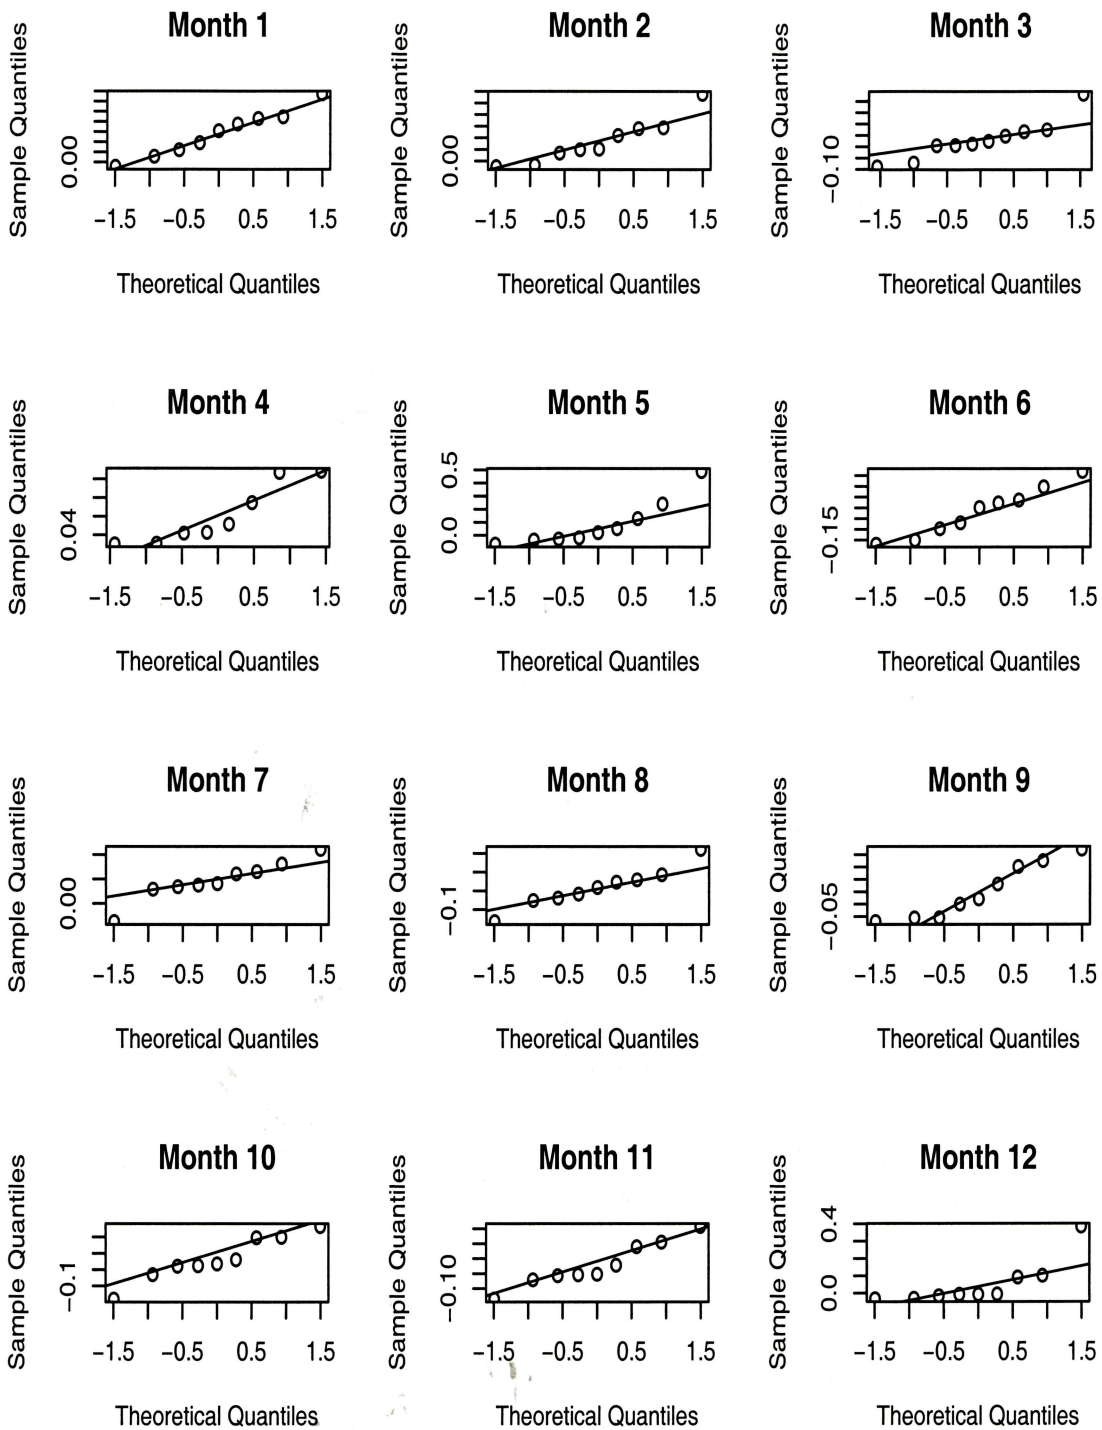 Month 1
Sample Quantiles
0.00
−1.5 −0.5 0.5 1.5
Theoretical Quantiles
Month 2
Sample Quantiles
0.00
−1.5 −0.5 0.5 1.5
Theoretical Quantiles
Month 3
Sample Quantiles
−0.10
−1.5 −0.5 0.5 1.5
Theoretical Quantiles
Month 4
Sample Quantiles
0.04
−1.5 −0.5 0.5 1.5
Theoretical Quantiles
Month 5
Sample Quantiles
0.5
0.0
−1.5 −0.5 0.5 1.5
Theoretical Quantiles
Month 6
Sample Quantiles
−0.15
−1.5 −0.5 0.5 1.5
Theoretical Quantiles
Month 7
Sample Quantiles
0.00
−1.5 −0.5 0.5 1.5
Theoretical Quantiles
Month 8
Sample Quantiles
−0.1
−1.5 −0.5 0.5 1.5
Theoretical Quantiles
Month 9
Sample Quantiles
−0.05
−1.5 −0.5 0.5 1.5
Theoretical Quantiles
Month 10
Sample Quantiles
−0.1
−1.5 −0.5 0.5 1.5
Theoretical Quantiles
Month 11
Sample Quantiles
−0.10
−1.5 −0.5 0.5 1.5
Theoretical Quantiles
Month 12
Sample Quantiles
0.4
0.0
−1.5 −0.5 0.5 1.5
Theoretical Quantiles